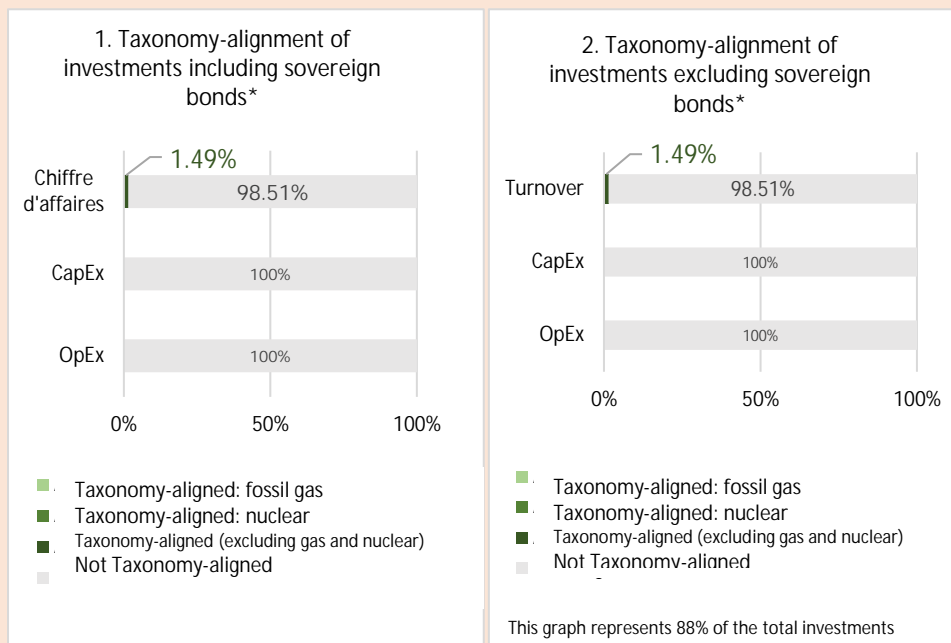 1. Taxonomy-alignment of
investments including sovereign
bonds*
1.49%
Chiffre
d'affaires
98.51%
CapEx
100%
OpEx
100%
0%
50%
100%
Taxonomy-aligned: fossil gas
Taxonomy-aligned: nuclear
Taxonomy-aligned (excluding gas and nuclear)
Not Taxonomy-aligned
2. Taxonomy-alignment of
investments excluding sovereign
bonds*
1.49%
Turnover
98.51%
CapEx
100%
OpEx
100%
0%
50%
100%
Taxonomy-aligned: fossil gas
Taxonomy-aligned: nuclear
Taxonomy-aligned (excluding gas and nuclear)
Not Taxonomy-aligned
This graph represents 88% of the total investments